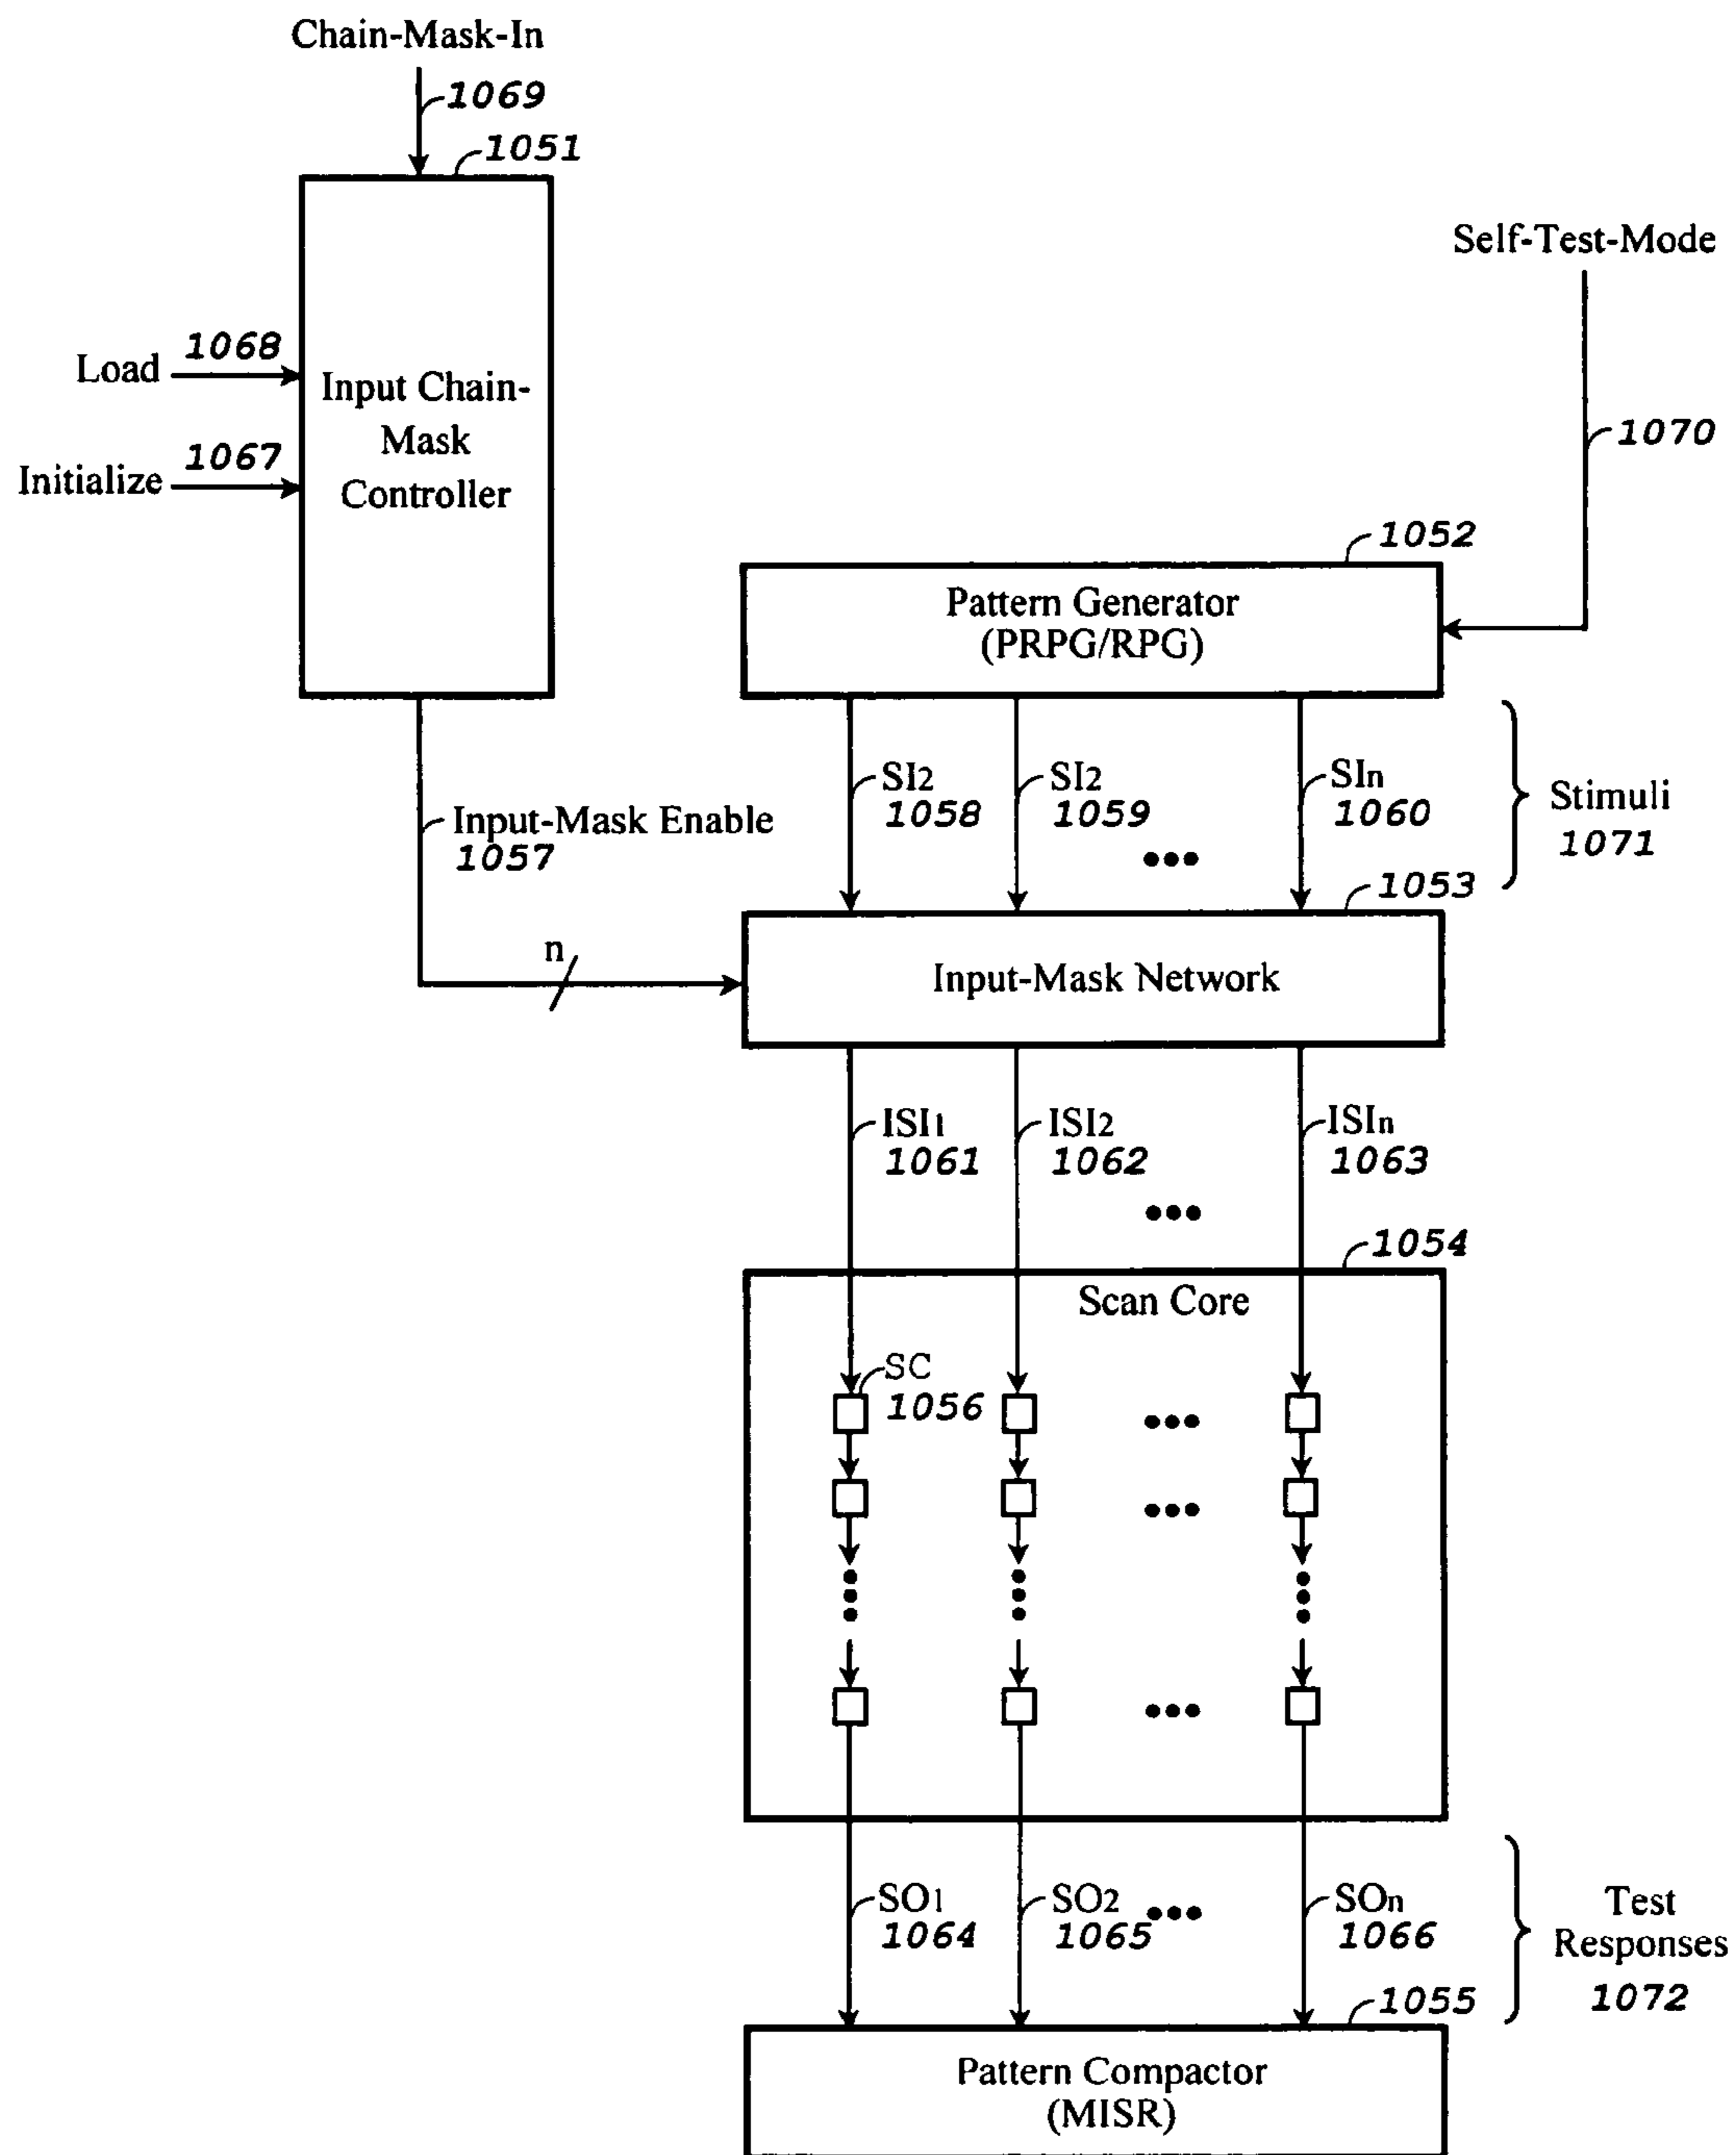 Chain-Mask-In
1069
1051
Self-Test-Mode
1070
Load
1068
Initialize
1067
Input Chain-
Mask
Controller
1052
Pattern Generator
(PRPG/RPG)
SI2
1058
SI2
1059
SIn
1060
Stimuli
1071
Input-Mask Enable
1057
n
1053
Input-Mask Network
ISI1
1061
ISI2
1062
ISIn
1063
1054
Scan Core
SC
1056
SO1
1064
SO2
1065
SOn
1066
Test
Responses
1072
1055
Pattern Compactor
(MISR)